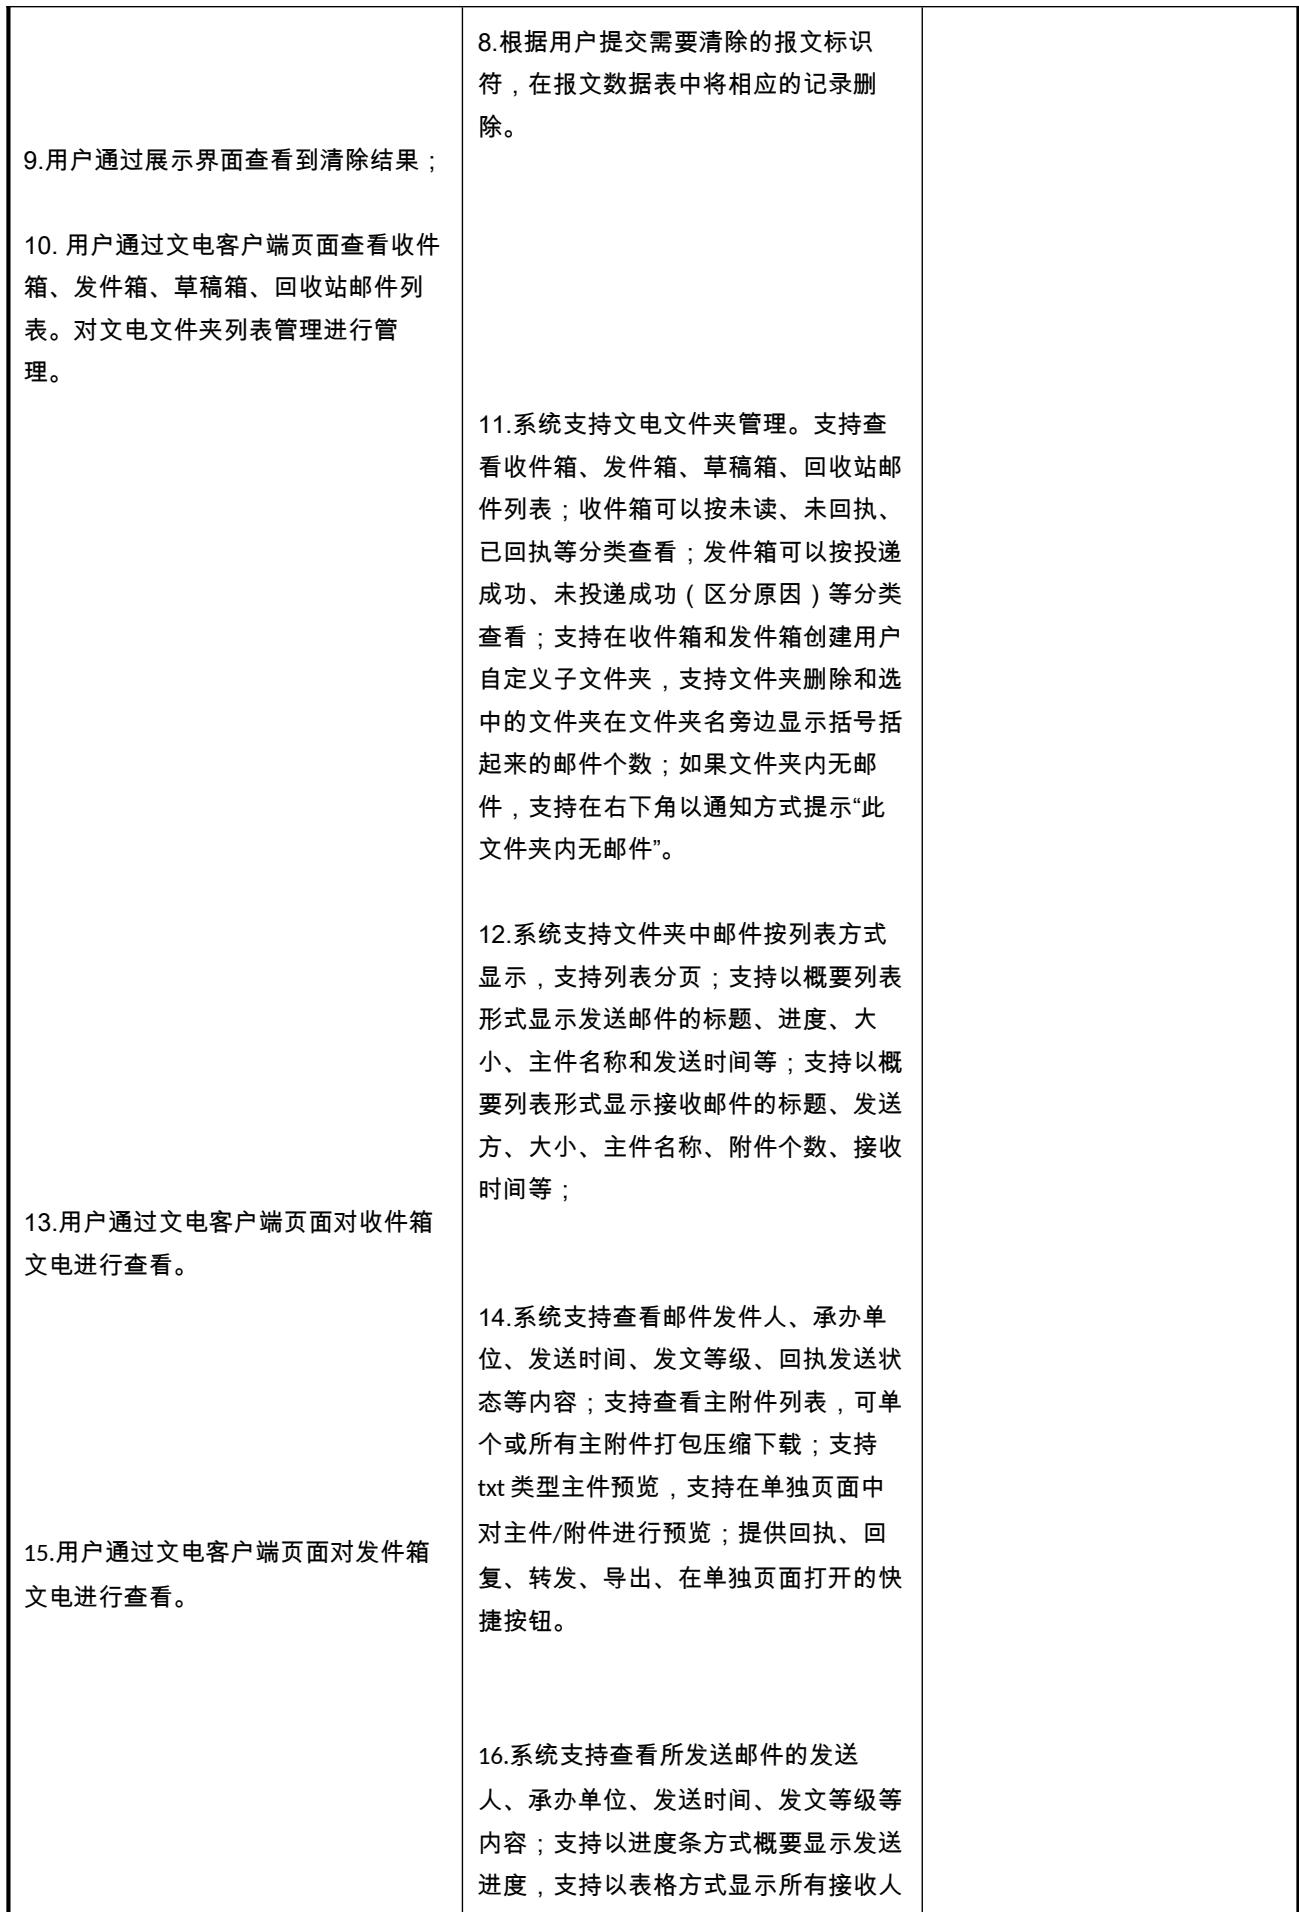 8.根据用户提交需要清除的报文标识
符，在报文数据表中将相应的记录删
除。
9.用户通过展示界面查看到清除结果；
10. 用户通过文电客户端页面查看收件
箱、发件箱、草稿箱、回收站邮件列
表。对文电文件夹列表管理进行管
理。
11.系统支持文电文件夹管理。支持查
看收件箱、发件箱、草稿箱、回收站邮
件列表；收件箱可以按未读、未回执、
已回执等分类查看；发件箱可以按投递
成功、未投递成功（区分原因）等分类
查看；支持在收件箱和发件箱创建用户
自定义子文件夹，支持文件夹删除和选
中的文件夹在文件夹名旁边显示括号括
起来的邮件个数；如果文件夹内无邮
件，支持在右下角以通知方式提示“此
文件夹内无邮件”。
12.系统支持文件夹中邮件按列表方式
显示，支持列表分页；支持以概要列表
形式显示发送邮件的标题、进度、大
小、主件名称和发送时间等；支持以概
要列表形式显示接收邮件的标题、发送
方、大小、主件名称、附件个数、接收
时间等；
13.用户通过文电客户端页面对收件箱
文电进行查看。
14.系统支持查看邮件发件人、承办单
位、发送时间、发文等级、回执发送状
态等内容；支持查看主附件列表，可单
个或所有主附件打包压缩下载；支持
txt 类型主件预览，支持在单独页面中
对主件/附件进行预览；提供回执、回
复、转发、导出、在单独页面打开的快
捷按钮。
15.用户通过文电客户端页面对发件箱
文电进行查看。
16.系统支持查看所发送邮件的发送
人、承办单位、发送时间、发文等级等
内容；支持以进度条方式概要显示发送
进度，支持以表格方式显示所有接收人